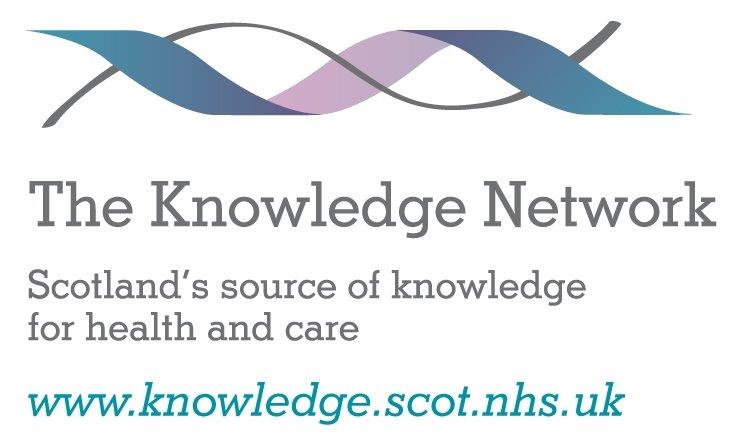 The Knowledge Network
Scotland's source of knowledge
for health and care
www.knowledge.scot.nhs.uk